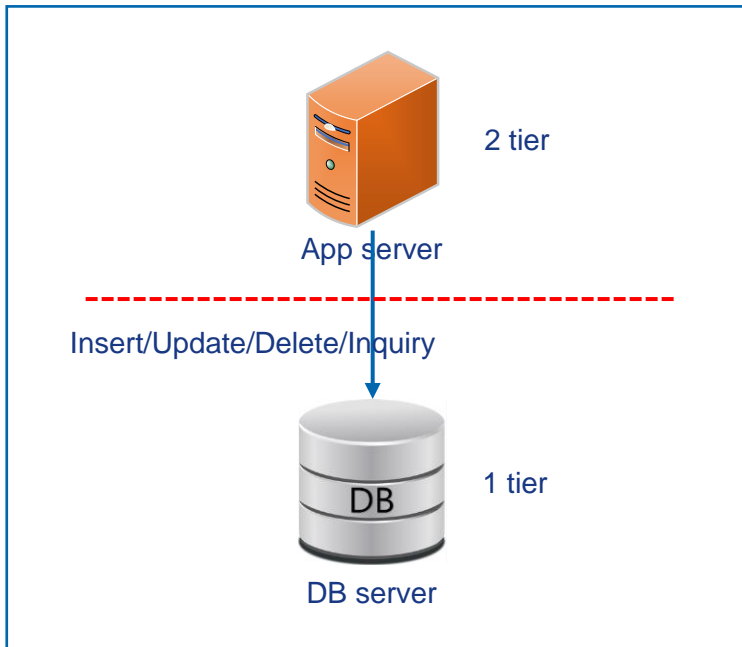 2 tier
App server
Insert/Update/Delete/Inquiry
DB
1 tier
DB server